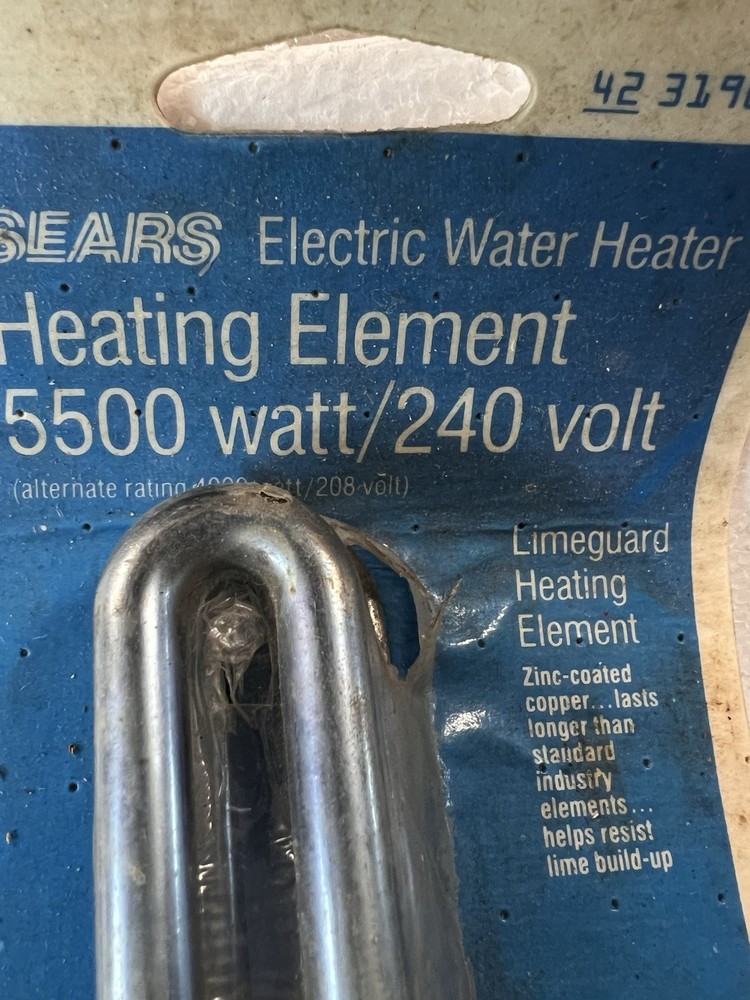 42 319
SEARS Electric Water Heater
Heating Element
5500 watt/240 volt
(alternate rating watt/208 volt)
Limeguard
Heating
Element
Zinc-coated
copper...lasts
longer than
standard
industry
elements...
helps resist
lime build-up